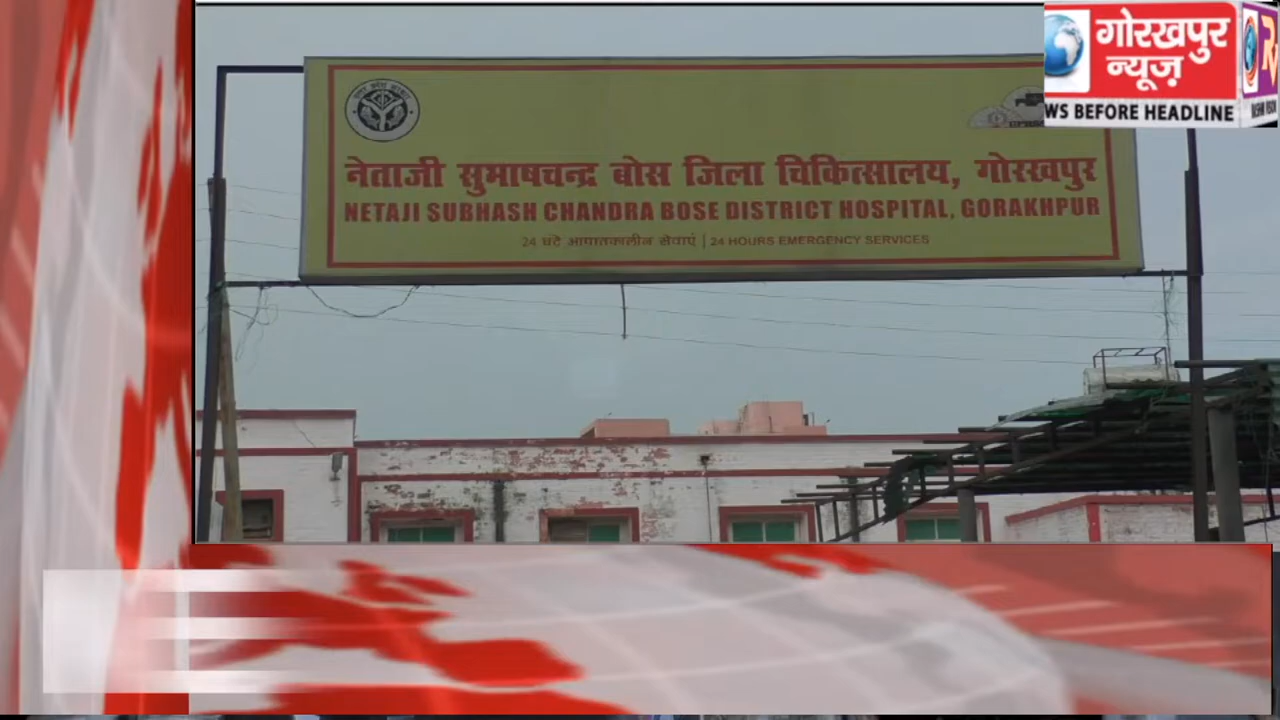 गोरखपुर
न्यूज़
WS BEFORE HEADLINE
नेताजी सुभाषचन्द्र बोस जिला चिकित्सालय, गोरखपुर
NETAJI SUBHASH CHANDRA BOSE DISTRICT HOSPITAL, GORAKHPUR
24 घंटे आपातकालीन सेवाएं | 24 HOURS EMERGENCY SERVICES